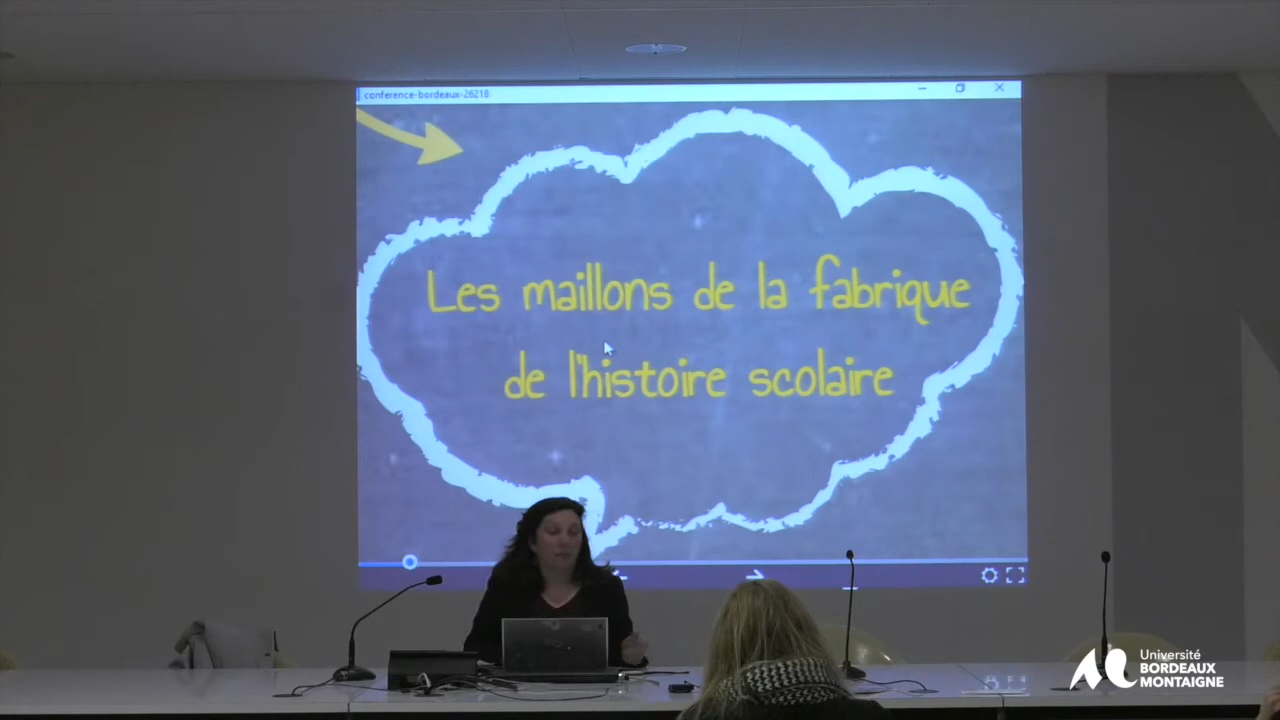 conference-bordeaux-26218
Les maillons de la fabrique
de l'histoire scolaire
Université
BORDEAUX
MONTAIGNE